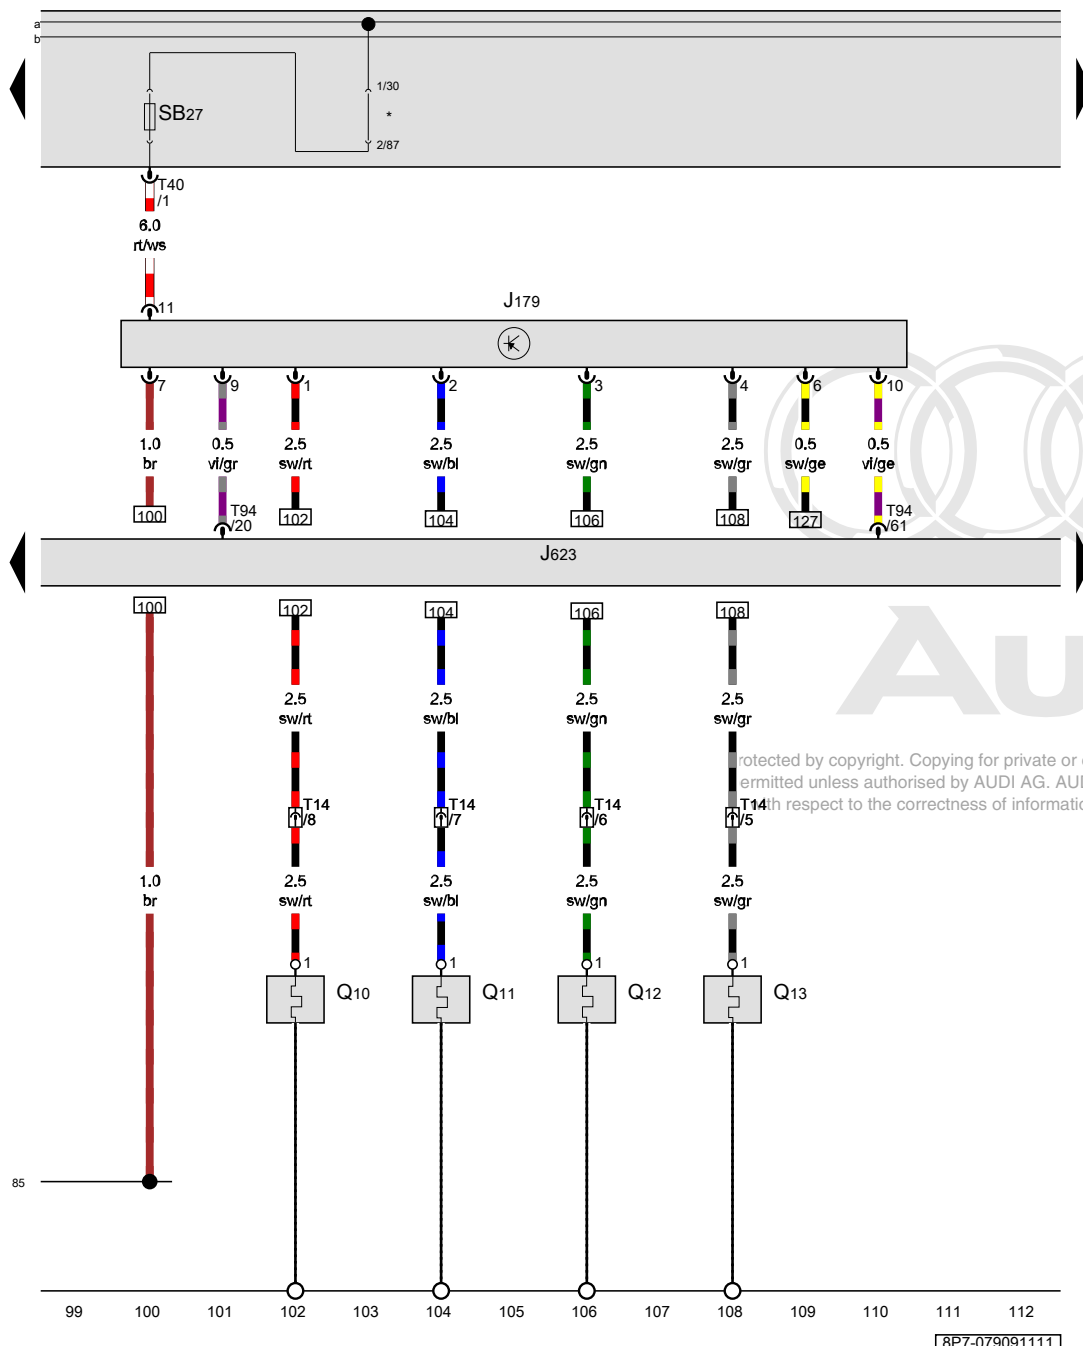 a
b
1/30
SB27
*
2/87
T40
/1
6.0
rt/ws
11
J179
7 9 1 2 3 4 6 10
1.0 0.5 2.5 2.5 2.5 2.5 0.5 0.5
br vi/gr sw/rt sw/bl sw/gn sw/gr sw/ge vi/ge
T94 T94
/20 /61
100 102 104 106 108 127
J623
100 102 104 106 108
2.5 2.5 2.5 2.5
sw/rt sw/bl sw/gn sw/gr
Au
rotected by copyright. Copying for private or
ermitted unless authorised by AUDI AG. AUD
th respect to the correctness of informatio
T14 T14 T14 T14
/8 /7 /6 /5
1.0 2.5 2.5 2.5 2.5
br sw/rt sw/bl sw/gn sw/gr
1 1 1 1
Q10 Q11 Q12 Q13
85
99 100 101 102 103 104 105 106 107 108 109 110 111 112
8P7-079091111